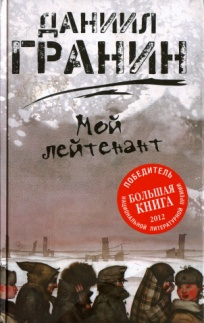 ДАНИИЛ
ГРАНИН
Мой
лейтенант
ПОБЕДИТЕЛЬ
БОЛЬШАЯ
КНИГА
2012
НАЦИОНАЛЬНОЙ ЛИТЕРАТУРНОЙ ПРЕМИИ